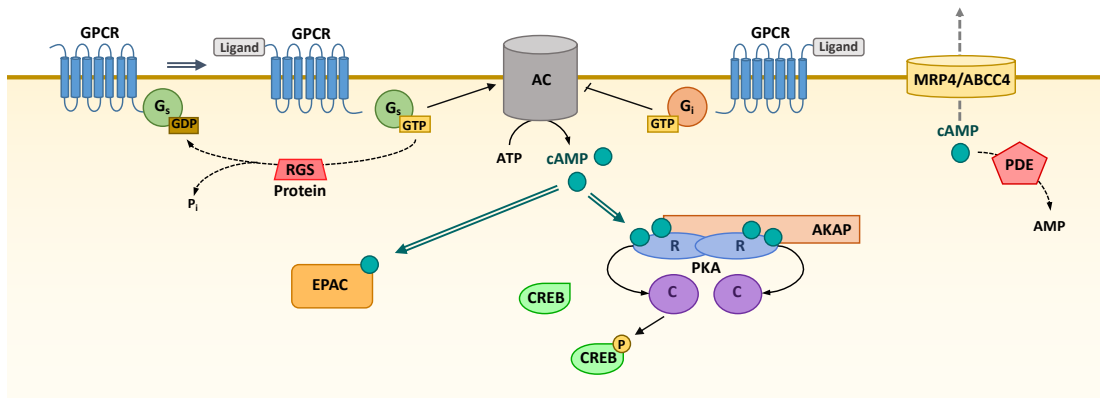 GPCR
Ligand
GPCR
GPCR
Ligand
AC
MRP4/ABCC4
Gs
GDP
Gs
GTP
Gi
GTP
cAMP
ATP
cAMP
RGS
Protein
Pi
PDE
AMP
AKAP
R
R
PKA
EPAC
CREB
C
C
P
CREB